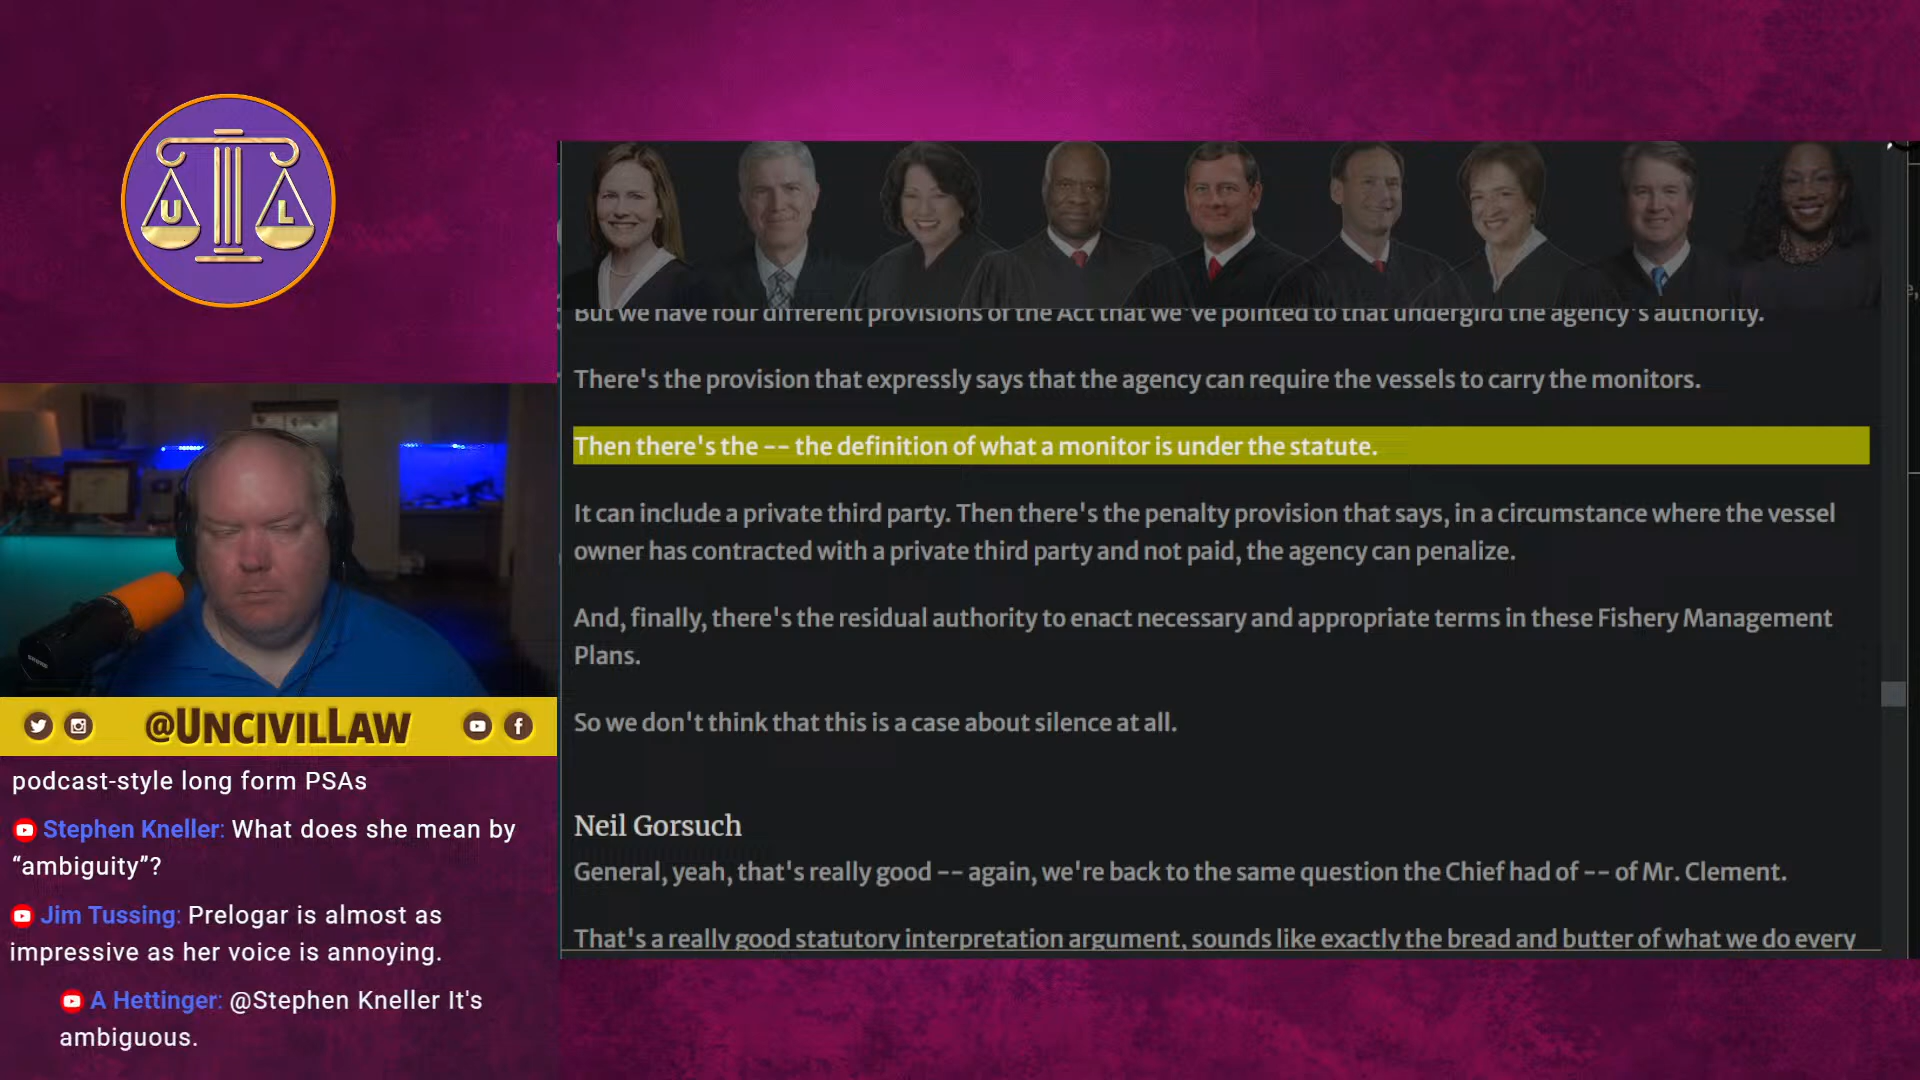 U L
But we have four different provisions of the Act that we've pointed to that undergird the agency's authority.
There's the provision that expressly says that the agency can require the vessels to carry the monitors.
Then there's the -- the definition of what a monitor is under the statute.
It can include a private third party. Then there's the penalty provision that says, in a circumstance where the vessel
owner has contracted with a private third party and not paid, the agency can penalize.
And, finally, there's the residual authority to enact necessary and appropriate terms in these Fishery Management
Plans.
So we don't think that this is a case about silence at all.
Neil Gorsuch
General, yeah, that's really good -- again, we're back to the same question the Chief had of -- of Mr. Clement.
That's a really good statutory interpretation argument, sounds like exactly the bread and butter of what we do every
@UNCIVILLAW
podcast-style long form PSAs
Stephen Kneller: What does she mean by
“ambiguity”?
Jim Tussing: Prelogar is almost as
impressive as her voice is annoying.
A Hettinger: @Stephen Kneller It's
ambiguous.